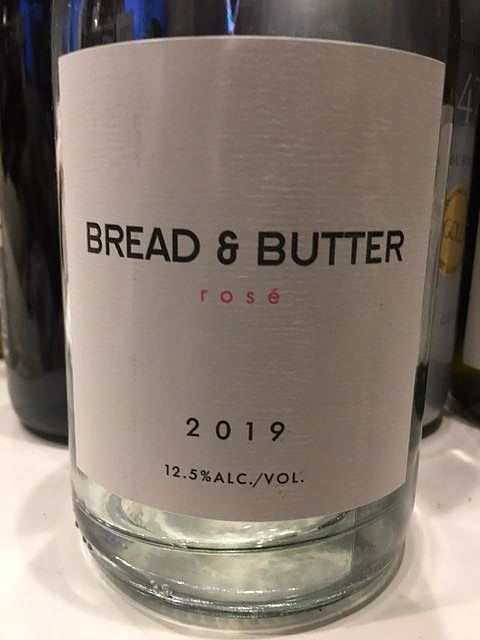 BREAD & BUTTER
rosé
2019
12.5%ALC./VOL.